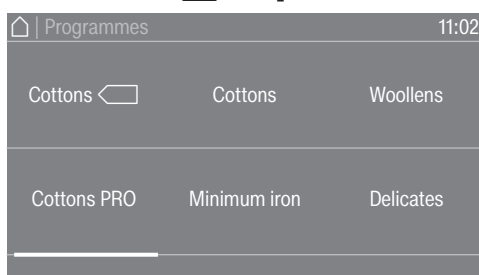 | Programmes 11:02
Cottons Cottons Woollens
Cottons PRO Minimum iron Delicates